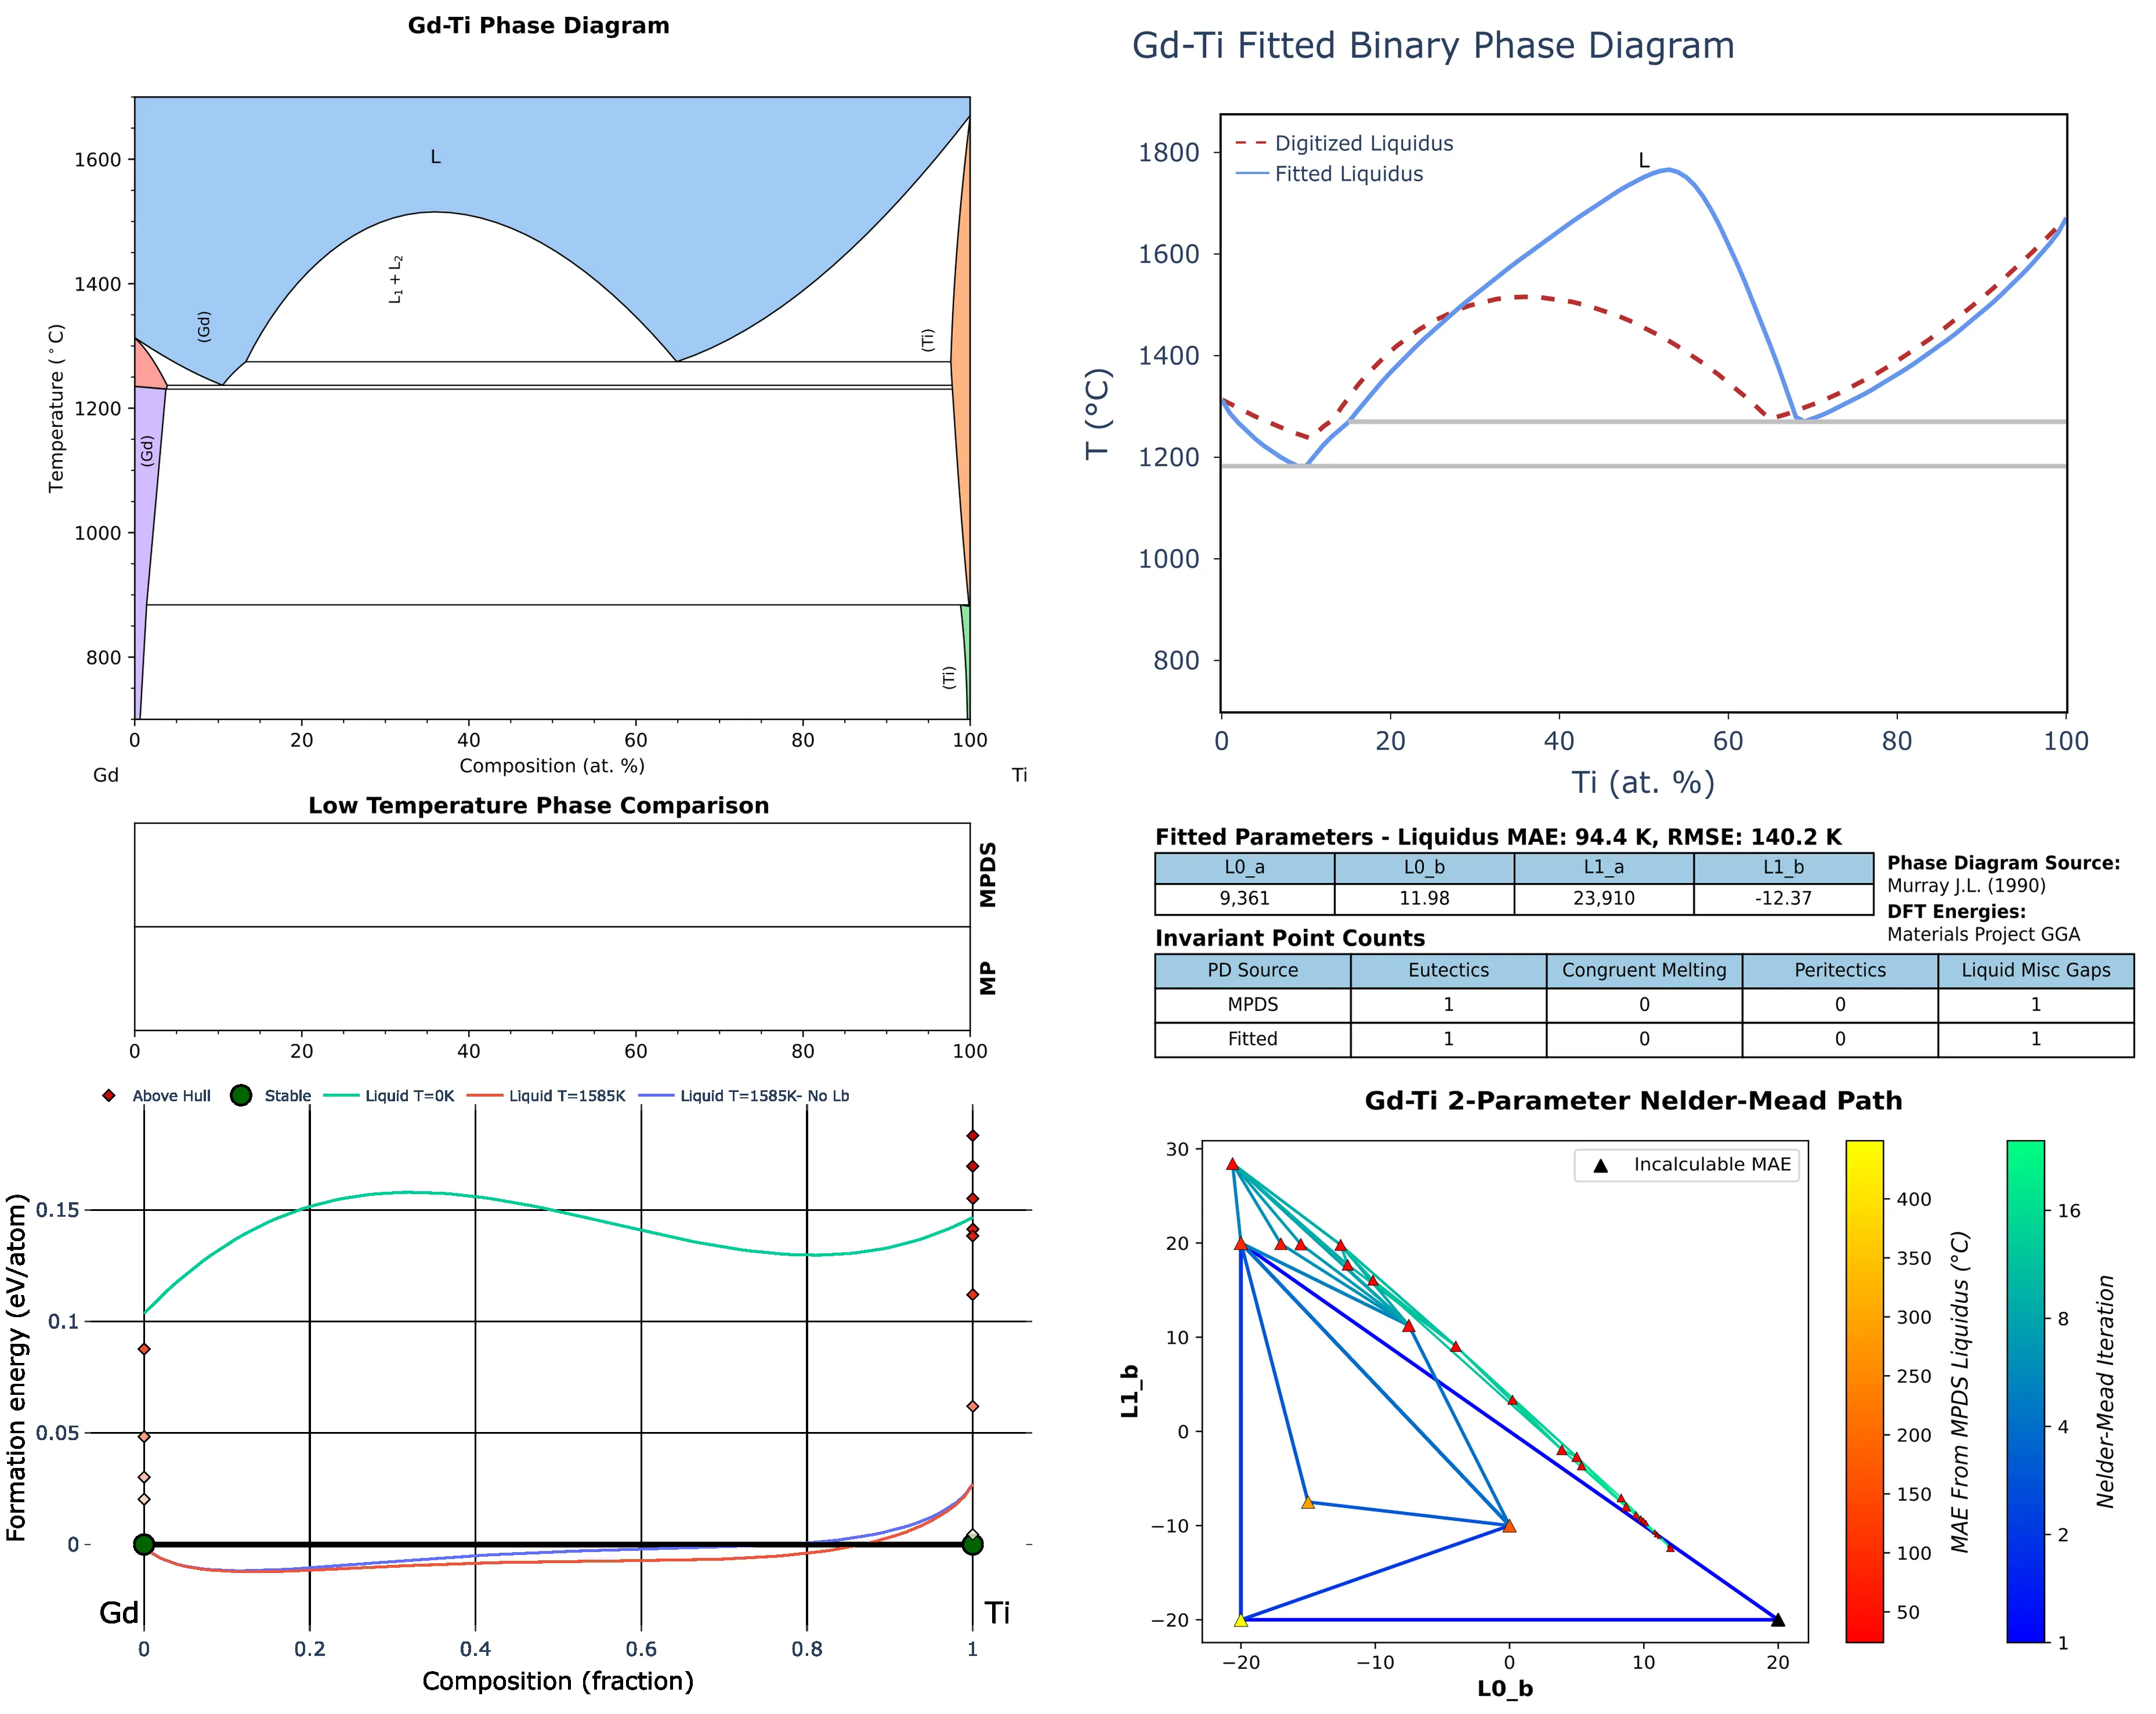 Gd-Ti Phase Diagram
L
L1 + L2
(Gd)
(Gd)
(Ti)
(Ti)
Temperature (°C)
1600
1400
1200
1000
800
0 20 40 60 80 100
Composition (at. %)
Gd Ti
Gd-Ti Fitted Binary Phase Diagram
Digitized Liquidus
Fitted Liquidus
L
T (°C)
1800
1600
1400
1200
1000
800
0 20 40 60 80 100
Ti (at. %)
Low Temperature Phase Comparison
MPDS
MP
0 20 40 60 80 100
Fitted Parameters - Liquidus MAE: 94.4 K, RMSE: 140.2 K
L0_a L0_b L1_a L1_b
9,361 11.98 23,910 -12.37
Phase Diagram Source:
Murray J.L. (1990)
DFT Energies:
Materials Project GGA
Invariant Point Counts
PD Source Eutectics Congruent Melting Peritectics Liquid Misc Gaps
MPDS 1 0 0 1
Fitted 1 0 0 1
Above Hull Stable Liquid T=0K Liquid T=1585K Liquid T=1585K- No Lb
Formation energy (eV/atom)
0.15
0.1
0.05
0
Gd Ti
0 0.2 0.4 0.6 0.8 1
Composition (fraction)
Gd-Ti 2-Parameter Nelder-Mead Path
Incalculable MAE
L1_b
30
20
10
0
−10
−20
−20 −10 0 10 20
L0_b
400
350
300
250
200
150
100
50
MAE From MPDS Liquidus (°C)
16
8
4
2
1
Nelder-Mead Iteration